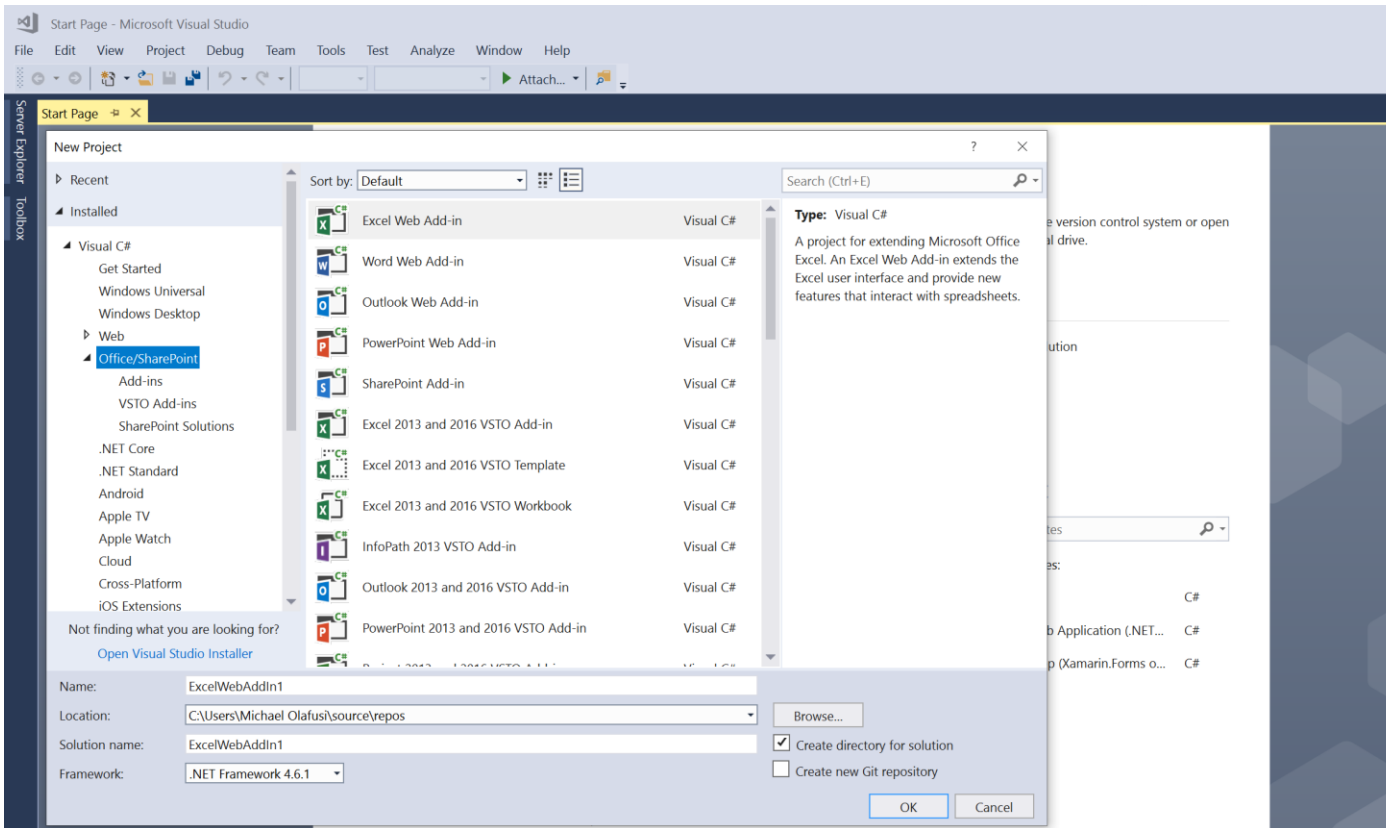 Start Page - Microsoft Visual Studio
File Edit View Project Debug Team Tools Test Analyze Window Help
Attach...
Server Explorer
Toolbox
Start Page
New Project
?
Recent
Installed
Visual C#
Get Started
Windows Universal
Windows Desktop
Web
Office/SharePoint
Add-ins
VSTO Add-ins
SharePoint Solutions
.NET Core
.NET Standard
Android
Apple TV
Apple Watch
Cloud
Cross-Platform
iOS Extensions
Not finding what you are looking for?
Open Visual Studio Installer
Sort by: Default
Excel Web Add-in Visual C#
Word Web Add-in Visual C#
Outlook Web Add-in Visual C#
PowerPoint Web Add-in Visual C#
SharePoint Add-in Visual C#
Excel 2013 and 2016 VSTO Add-in Visual C#
Excel 2013 and 2016 VSTO Template Visual C#
Excel 2013 and 2016 VSTO Workbook Visual C#
InfoPath 2013 VSTO Add-in Visual C#
Outlook 2013 and 2016 VSTO Add-in Visual C#
PowerPoint 2013 and 2016 VSTO Add-in Visual C#
Search (Ctrl+E)
Type: Visual C#
A project for extending Microsoft Office
Excel. An Excel Web Add-in extends the
Excel user interface and provide new
features that interact with spreadsheets.
Name: ExcelWebAddIn1
Location: C:\Users\Michael Olafusi\source\repos
Browse...
Solution name: ExcelWebAddIn1
Create directory for solution
Framework: .NET Framework 4.6.1
Create new Git repository
OK Cancel
e version control system or open
al drive.
ution
tes
es:
C#
b Application (.NET... C#
p (Xamarin.Forms o... C#